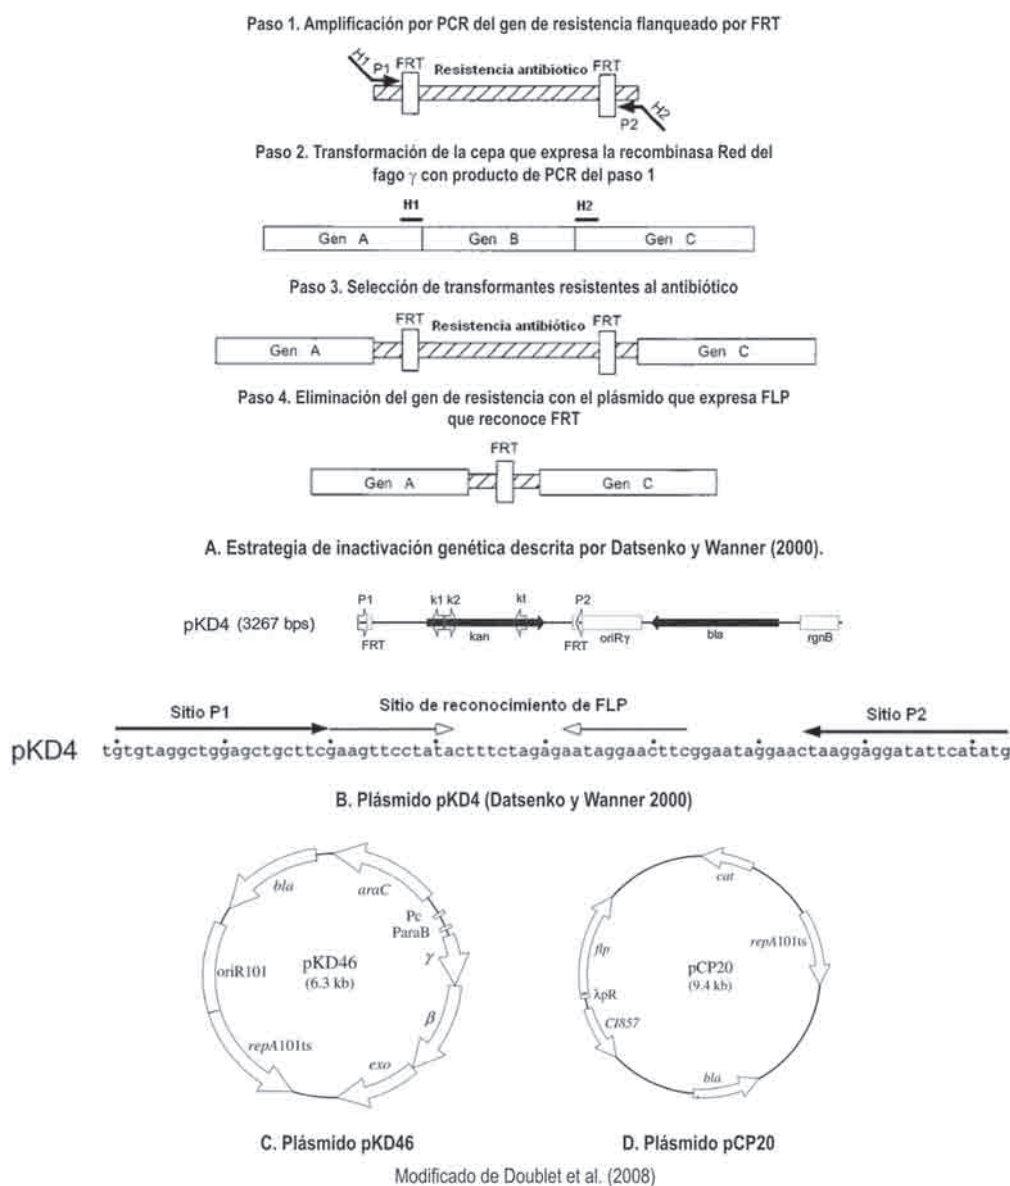 Paso 1. Amplificación por PCR del gen de resistencia flanqueado por FRT
H1
P1
FRT
Resistencia antibiótico
FRT
P2
H2
Paso 2. Transformación de la cepa que expresa la recombinasa Red del
fago γ con producto de PCR del paso 1
H1
H2
Gen A
Gen B
Gen C
Paso 3. Selección de transformantes resistentes al antibiótico
FRT
Resistencia antibiótico
FRT
Gen A
Gen C
Paso 4. Eliminación del gen de resistencia con el plásmido que expresa FLP
que reconoce FRT
FRT
Gen A
Gen C
A. Estrategia de inactivación genética descrita por Datsenko y Wanner (2000).
P1
k1
k2
kt
P2
pKD4 (3267 bps)
FRT
kan
FRT
oriRγ
bla
rgnB
Sitio P1
Sitio de reconocimiento de FLP
Sitio P2
pKD4
tgtgtaggctggagctgcttcgaagttcctatactttctagagaataggaacttcggaataggaactaaggaggatattcatatg
B. Plásmido pKD4 (Datsenko y Wanner 2000)
bla
araC
Pc
ParaB
γ
β
exo
repA101ts
oriR101
pKD46
(6.3 kb)
cat
repA101ts
flp
λpR
CI857
bla
pCP20
(9.4 kb)
C. Plásmido pKD46
D. Plásmido pCP20
Modificado de Doublet et al. (2008)